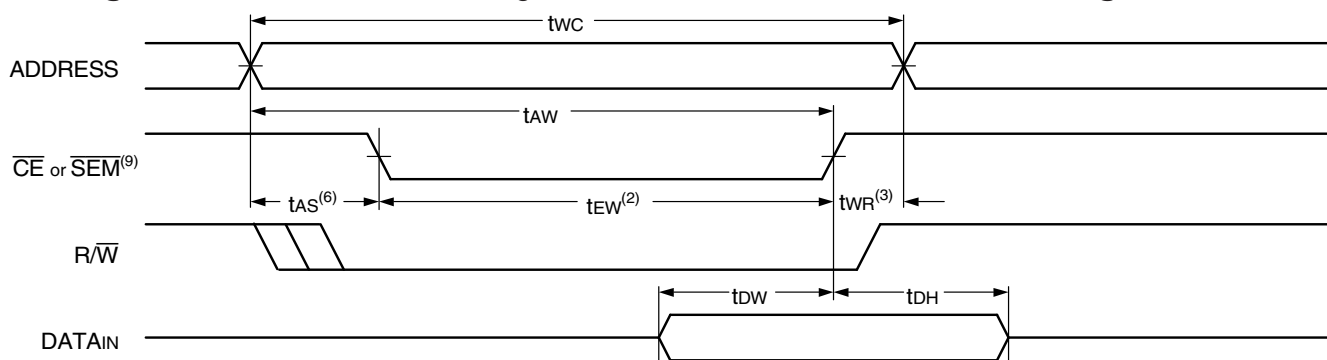 tWC
ADDRESS
tAW
CE or SEM(9)
tAS(6)
tEW(2)
tWR(3)
R/W
tDW
tDH
DATAIN